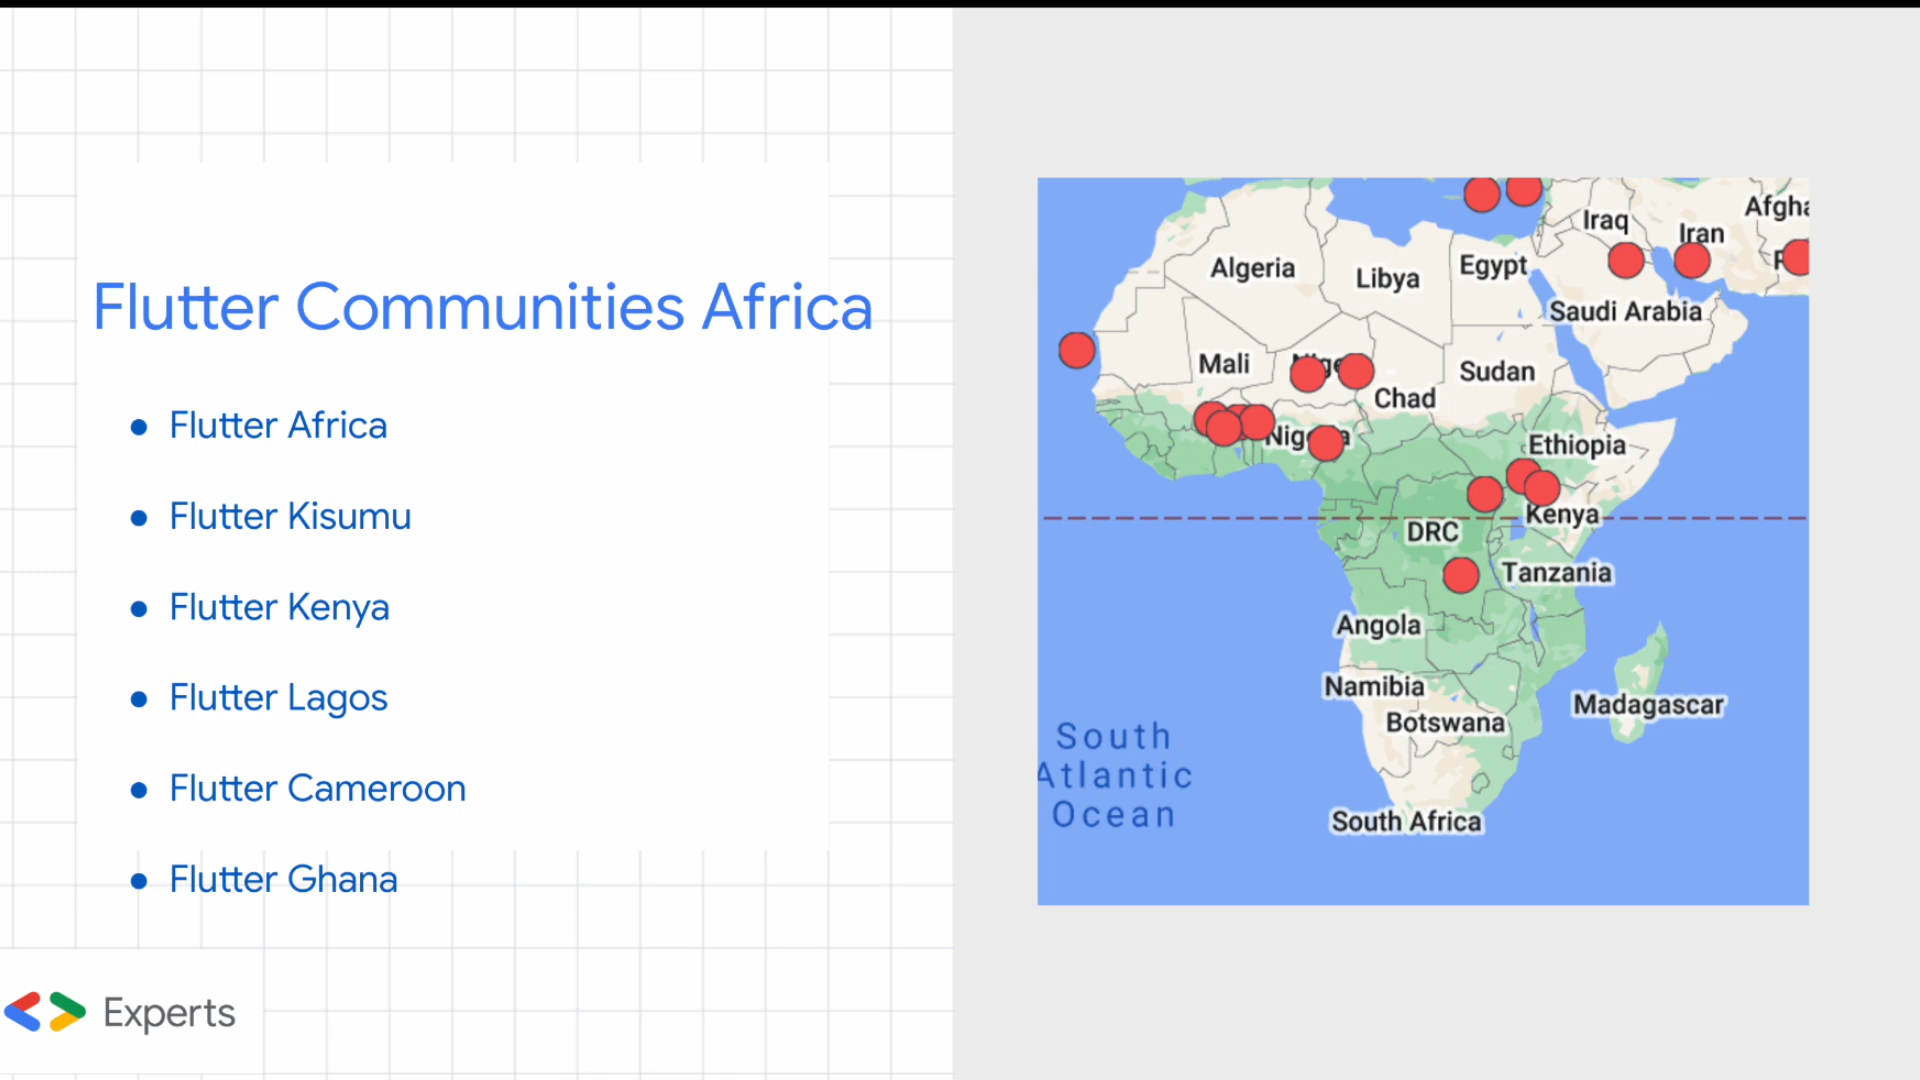 Flutter Communities Africa
● Flutter Africa
● Flutter Kisumu
● Flutter Kenya
● Flutter Lagos
● Flutter Cameroon
● Flutter Ghana
Experts
Afgha
Iraq
Iran
Algeria
Libya
Egypt
Saudi Arabia
Mali
Sudan
Chad
Ethiopia
Kenya
DRC
Tanzania
Angola
Namibia
Botswana
Madagascar
South
Atlantic
Ocean
South Africa